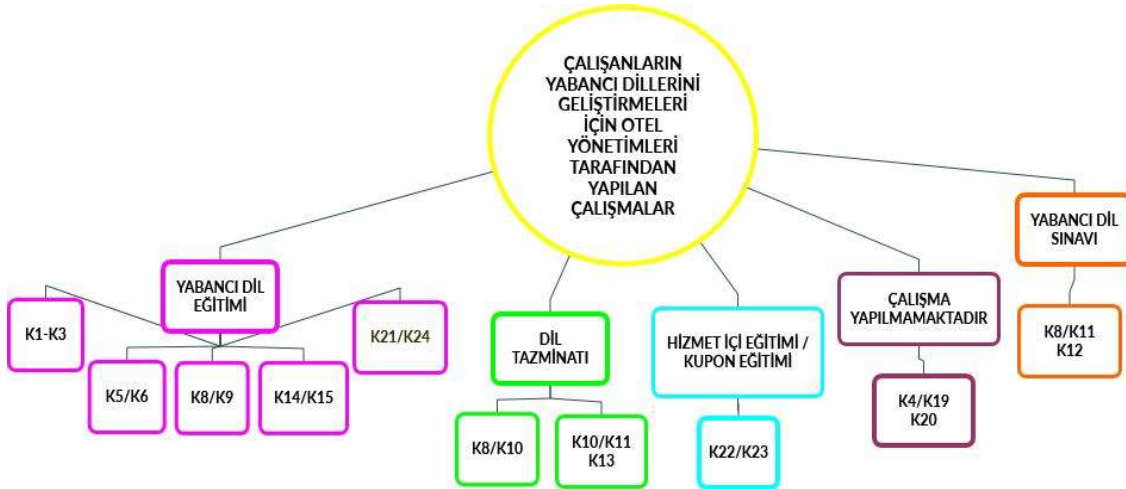 ÇALIŞANLARIN
YABANCI DİLLERİNİ
GELİŞTİRMELERİ
İÇİN OTEL
YÖNETİMLERİ
TARAFINDAN
YAPILAN
ÇALIŞMALAR
YABANCI DİL
EĞİTİMİ
K1-K3
K5/K6
K8/K9
K14/K15
K21/K24
DİL
TAZMİNATI
K8/K10
K10/K11
K13
HİZMET İÇİ EĞİTİMİ /
KUPON EĞİTİMİ
K22/K23
ÇALIŞMA
YAPILMAMAKTADIR
K4/K19
K20
YABANCI DİL
SINAVI
K8/K11
K12